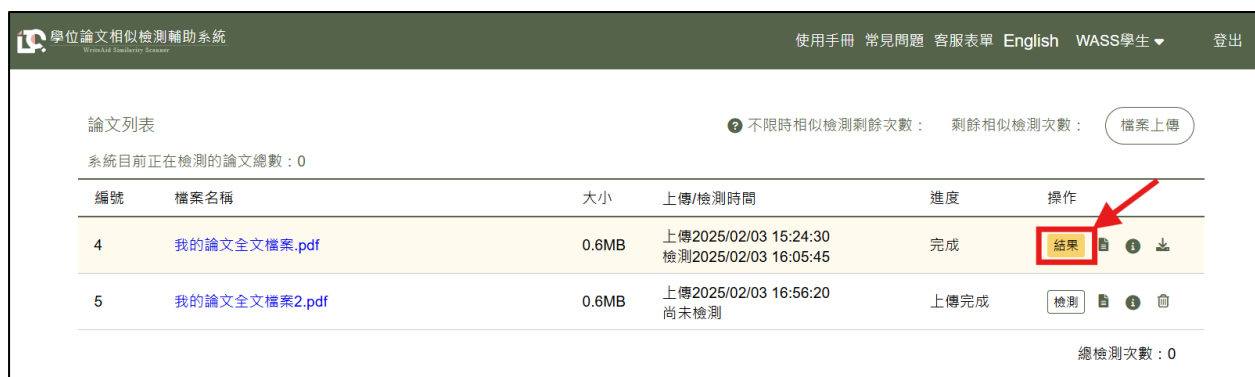 學位論文相似檢測輔助系統
WriteAid Similarity Scanner
使用手冊 常見問題 客服表單 English WASS學生 登出
論文列表
不限時相似檢測剩餘次數: 剩餘相似檢測次數: 檔案上傳
系統目前正在檢測的論文總數:0
編號 檔案名稱 大小 上傳/檢測時間 進度 操作
4 我的論文全文檔案.pdf 0.6MB 上傳2025/02/03 15:24:30 完成 結果
檢測2025/02/03 16:05:45
5 我的論文全文檔案2.pdf 0.6MB 上傳2025/02/03 16:56:20 上傳完成 檢測
尚未檢測
總檢測次數:0